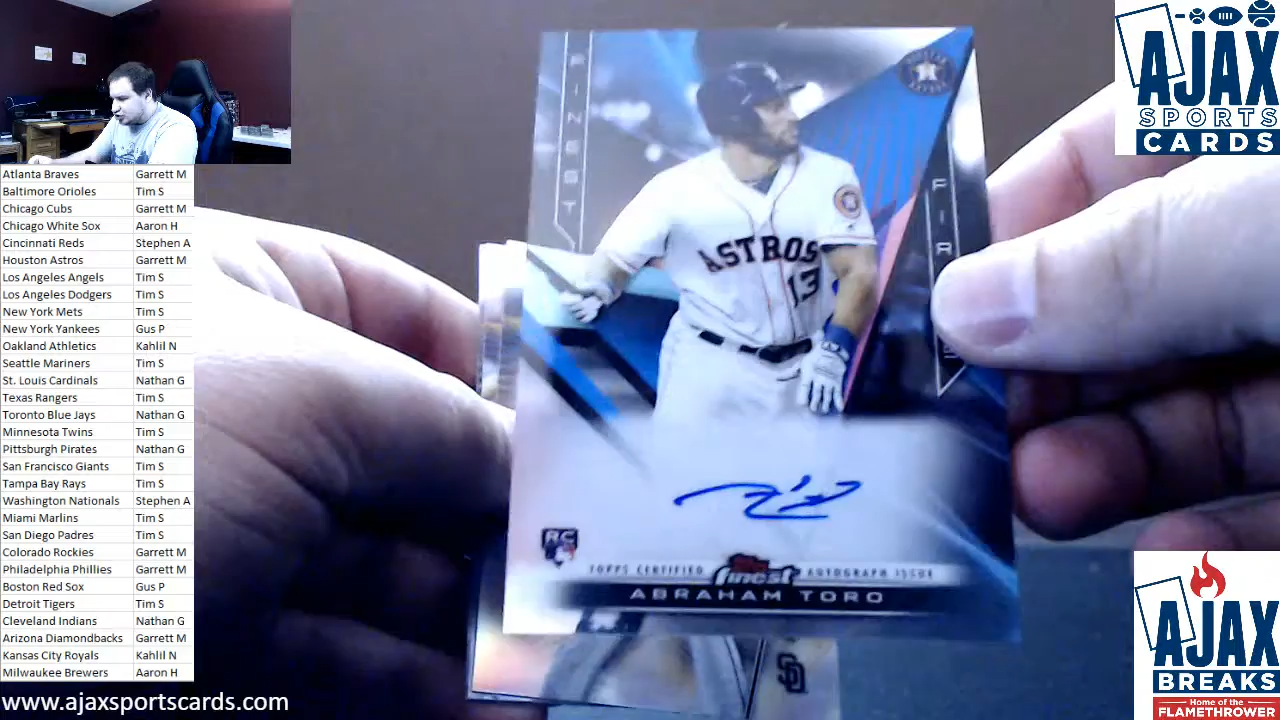 Atlanta Braves Garrett M
Baltimore Orioles Tim S
Chicago Cubs Garrett M
Chicago White Sox Aaron H
Cincinnati Reds Stephen A
Houston Astros Garrett M
Los Angeles Angels Tim S
Los Angeles Dodgers Tim S
New York Mets Tim S
New York Yankees Gus P
Oakland Athletics Kahlil N
Seattle Mariners Tim S
St. Louis Cardinals Nathan G
Texas Rangers Tim S
Toronto Blue Jays Nathan G
Minnesota Twins Tim S
Pittsburgh Pirates Nathan G
San Francisco Giants Tim S
Tampa Bay Rays Tim S
Washington Nationals Stephen A
Miami Marlins Tim S
San Diego Padres Tim S
Colorado Rockies Garrett M
Philadelphia Phillies Garrett M
Boston Red Sox Gus P
Detroit Tigers Tim S
Cleveland Indians Nathan G
Arizona Diamondbacks Garrett M
Kansas City Royals Kahlil N
Milwaukee Brewers Aaron H
www.ajaxsportscards.com
FINEST
FIR
S
ASTROS
13
RC
TOPPS CERTIFIED
Topps
Finest
AUTOGRAPH ISSUE
ABRAHAM TORO
SD
AJAX
SPORTS
CARDS
AJAX
BREAKS
Home of the
FLAMETHROWER